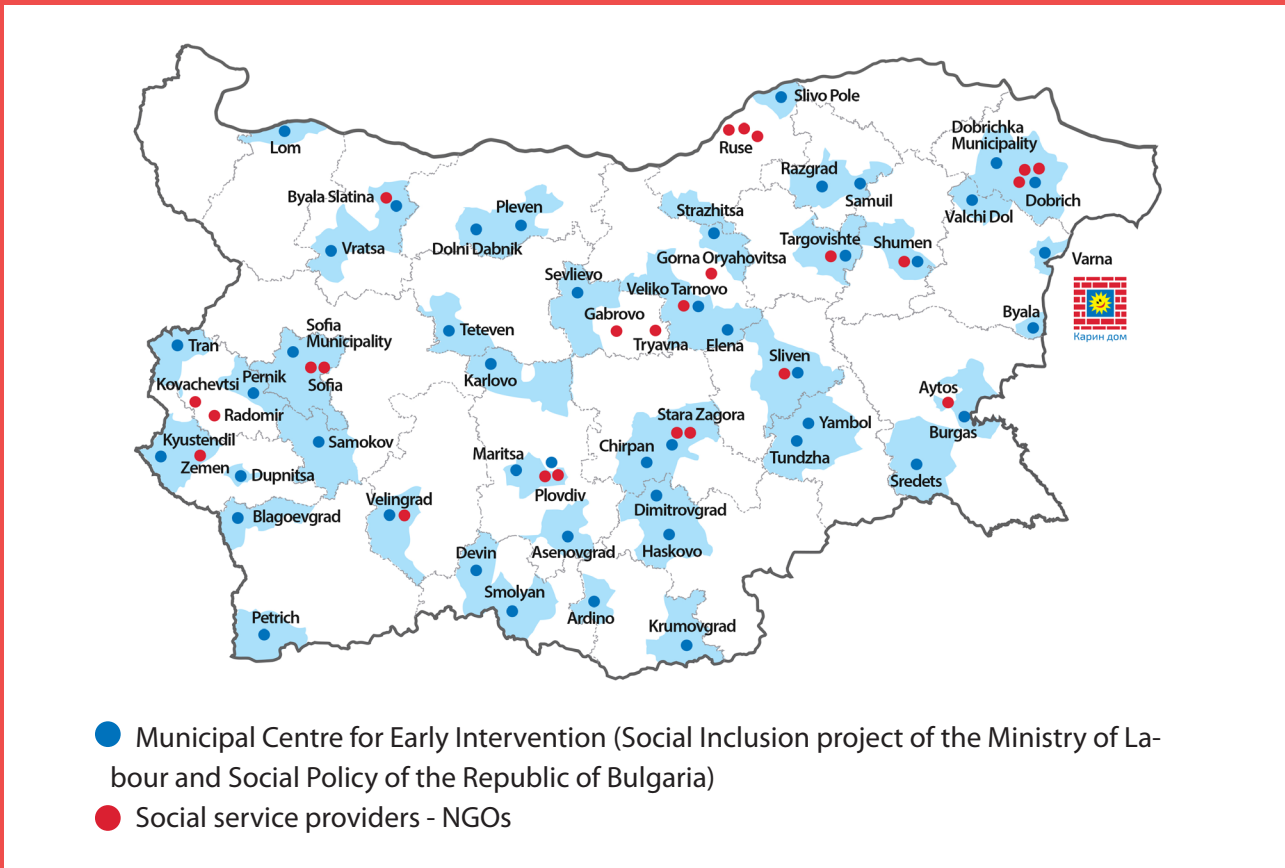 Slivo Pole
Ruse
Lom
Dobrichka
Municipality
Razgrad
Samuil
Dobrich
Valchi Dol
Byala Slatina
Pleven
Strazhitsa
Dolni Dabnik
Vratsa
Targovishte
Shumen
Gorna Oryahovitsa
Varna
Sevlievo
Veliko Tarnovo
Карин дом
Gabrovo
Byala
Tryavna
Elena
Teteven
Sofia
Municipality
Tran
Sliven
Pernik
Karlovo
Kovachevtsi
Sofia
Aytos
Radomir
Stara Zagora
Yambol
Burgas
Kyustendil
Samokov
Chirpan
Tundzha
Maritsa
Zemen
Dupnitsa
Sredets
Plovdiv
Velingrad
Dimitrovgrad
Blagoevgrad
Devin
Asenovgrad
Haskovo
Smolyan
Petrich
Ardino
Krumovgrad
Municipal Centre for Early Intervention (Social Inclusion project of the Ministry of La-
bour and Social Policy of the Republic of Bulgaria)
Social service providers - NGOs